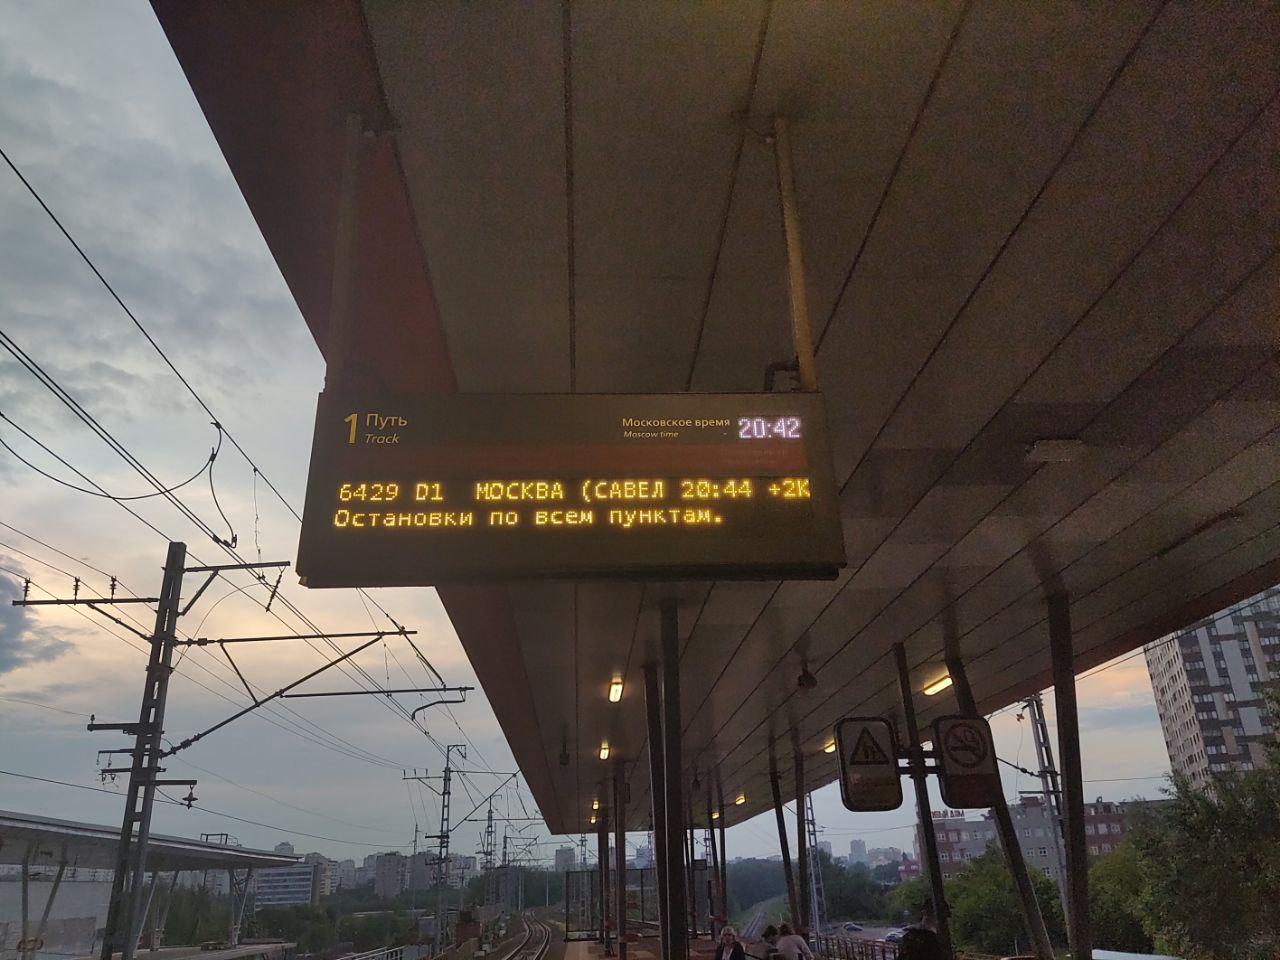 1 Путь
Track
Московское время 20:42
Moscow time
6429 D1 МОСКВА (САВЕЛ 20:44 +2К
Остановки по всем пунктам.